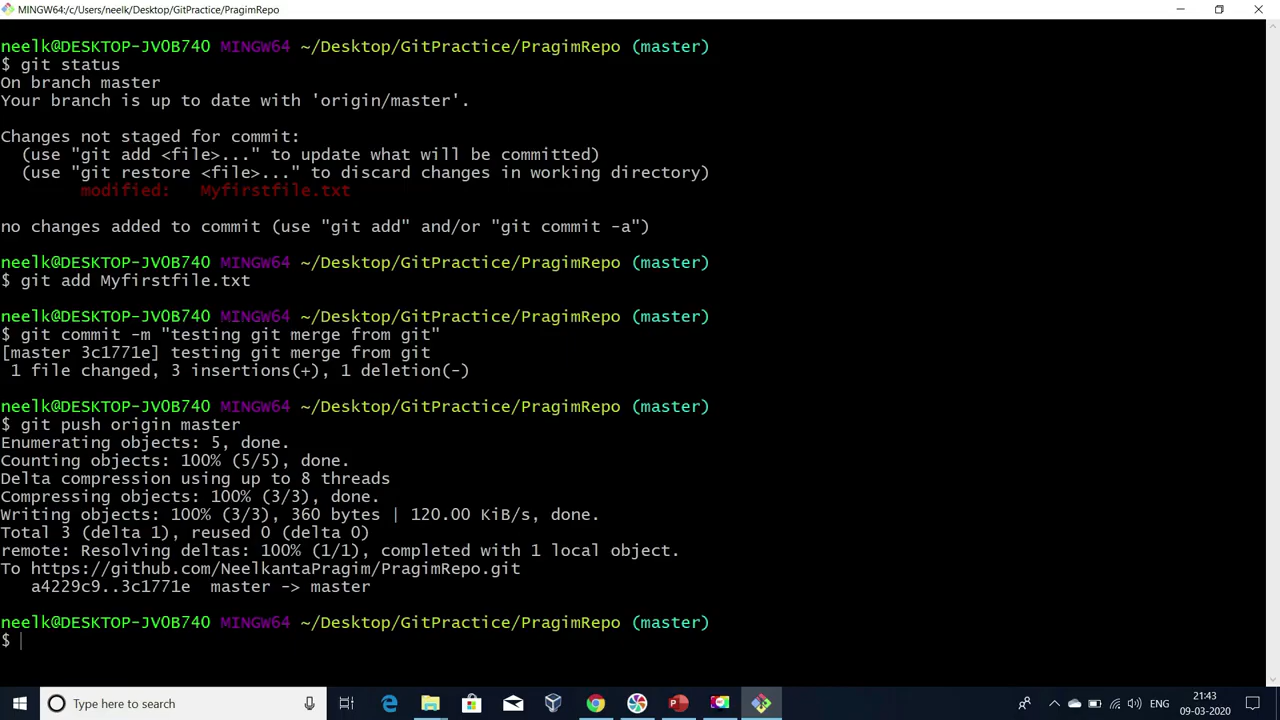 MINGW64:/c/Users/neelk/Desktop/GitPractice/PragimRepo
neelk@DESKTOP-JV0B740 MINGW64 ~/Desktop/GitPractice/PragimRepo (master)
$ git status
On branch master
Your branch is up to date with 'origin/master'.
Changes not staged for commit:
(use "git add <file>..." to update what will be committed)
(use "git restore <file>..." to discard changes in working directory)
modified:   Myfirstfile.txt
no changes added to commit (use "git add" and/or "git commit -a")
neelk@DESKTOP-JV0B740 MINGW64 ~/Desktop/GitPractice/PragimRepo (master)
$ git add Myfirstfile.txt
neelk@DESKTOP-JV0B740 MINGW64 ~/Desktop/GitPractice/PragimRepo (master)
$ git commit -m "testing git merge from git"
[master 3c1771e] testing git merge from git
1 file changed, 3 insertions(+), 1 deletion(-)
neelk@DESKTOP-JV0B740 MINGW64 ~/Desktop/GitPractice/PragimRepo (master)
$ git push origin master
Enumerating objects: 5, done.
Counting objects: 100% (5/5), done.
Delta compression using up to 8 threads
Compressing objects: 100% (3/3), done.
Writing objects: 100% (3/3), 360 bytes | 120.00 KiB/s, done.
Total 3 (delta 1), reused 0 (delta 0)
remote: Resolving deltas: 100% (1/1), completed with 1 local object.
To https://github.com/NeelkantaPragim/PragimRepo.git
a4229c9..3c1771e  master -> master
neelk@DESKTOP-JV0B740 MINGW64 ~/Desktop/GitPractice/PragimRepo (master)
$
Type here to search
ENG
21:43
09-03-2020